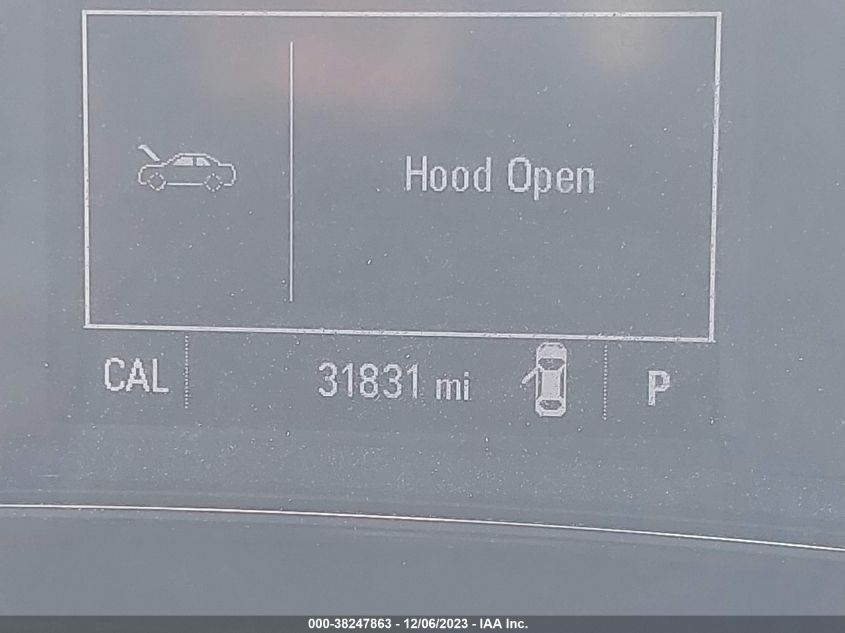 Hood Open
CAL 31831 mi P
000-38247863 - 12/06/2023 - IAA Inc.